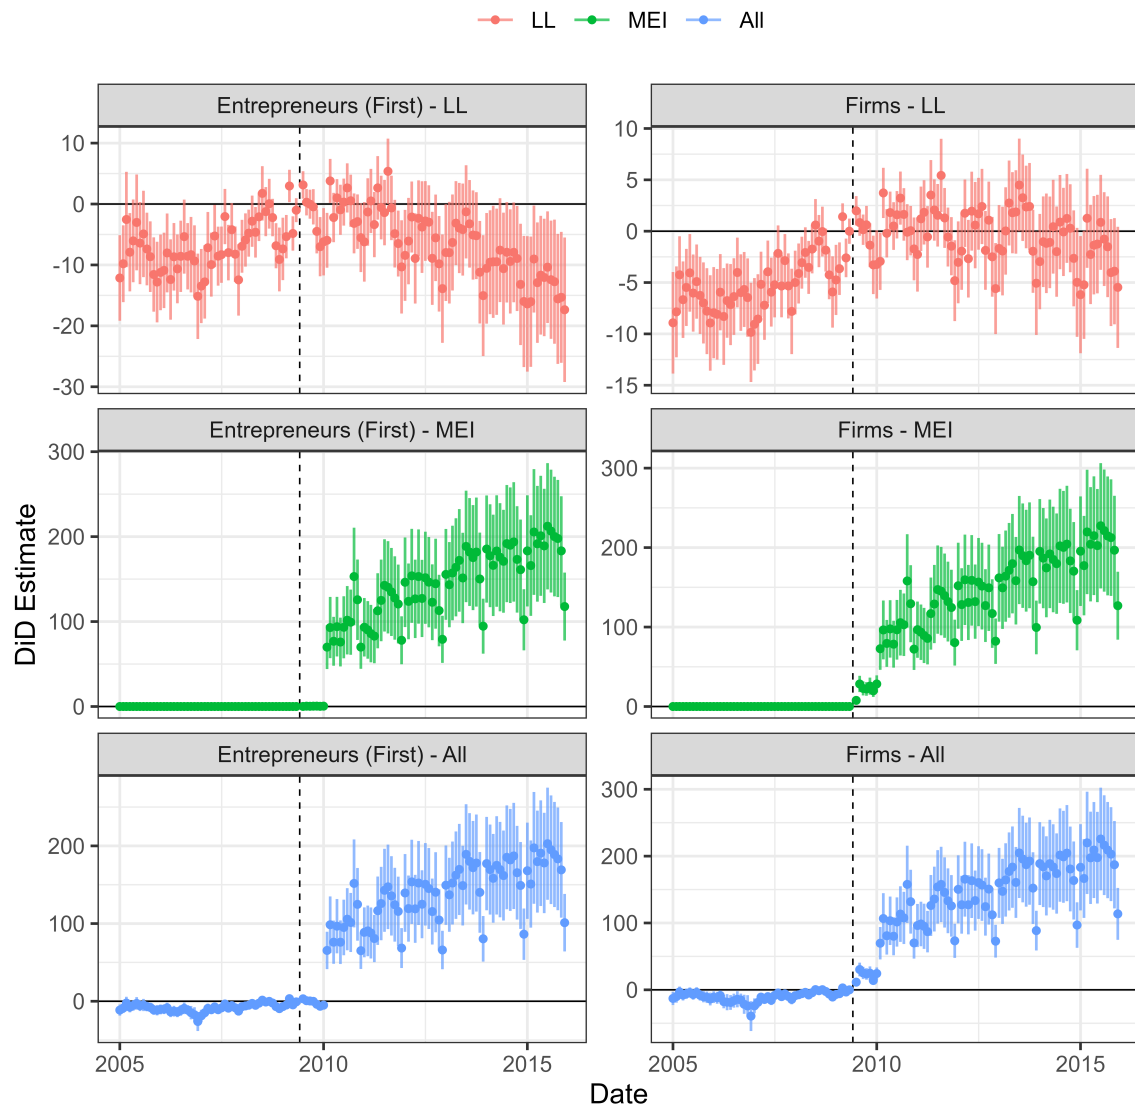 LL MEI All
Entrepreneurs (First) - LL
10
0
-10
-20
-30
Firms - LL
10
5
0
-5
-10
-15
Entrepreneurs (First) - MEI
300
200
100
0
Firms - MEI
300
200
100
0
Entrepreneurs (First) - All
200
100
0
Firms - All
300
200
100
0
2005 2010 2015
2005 2010 2015
DiD Estimate
Date